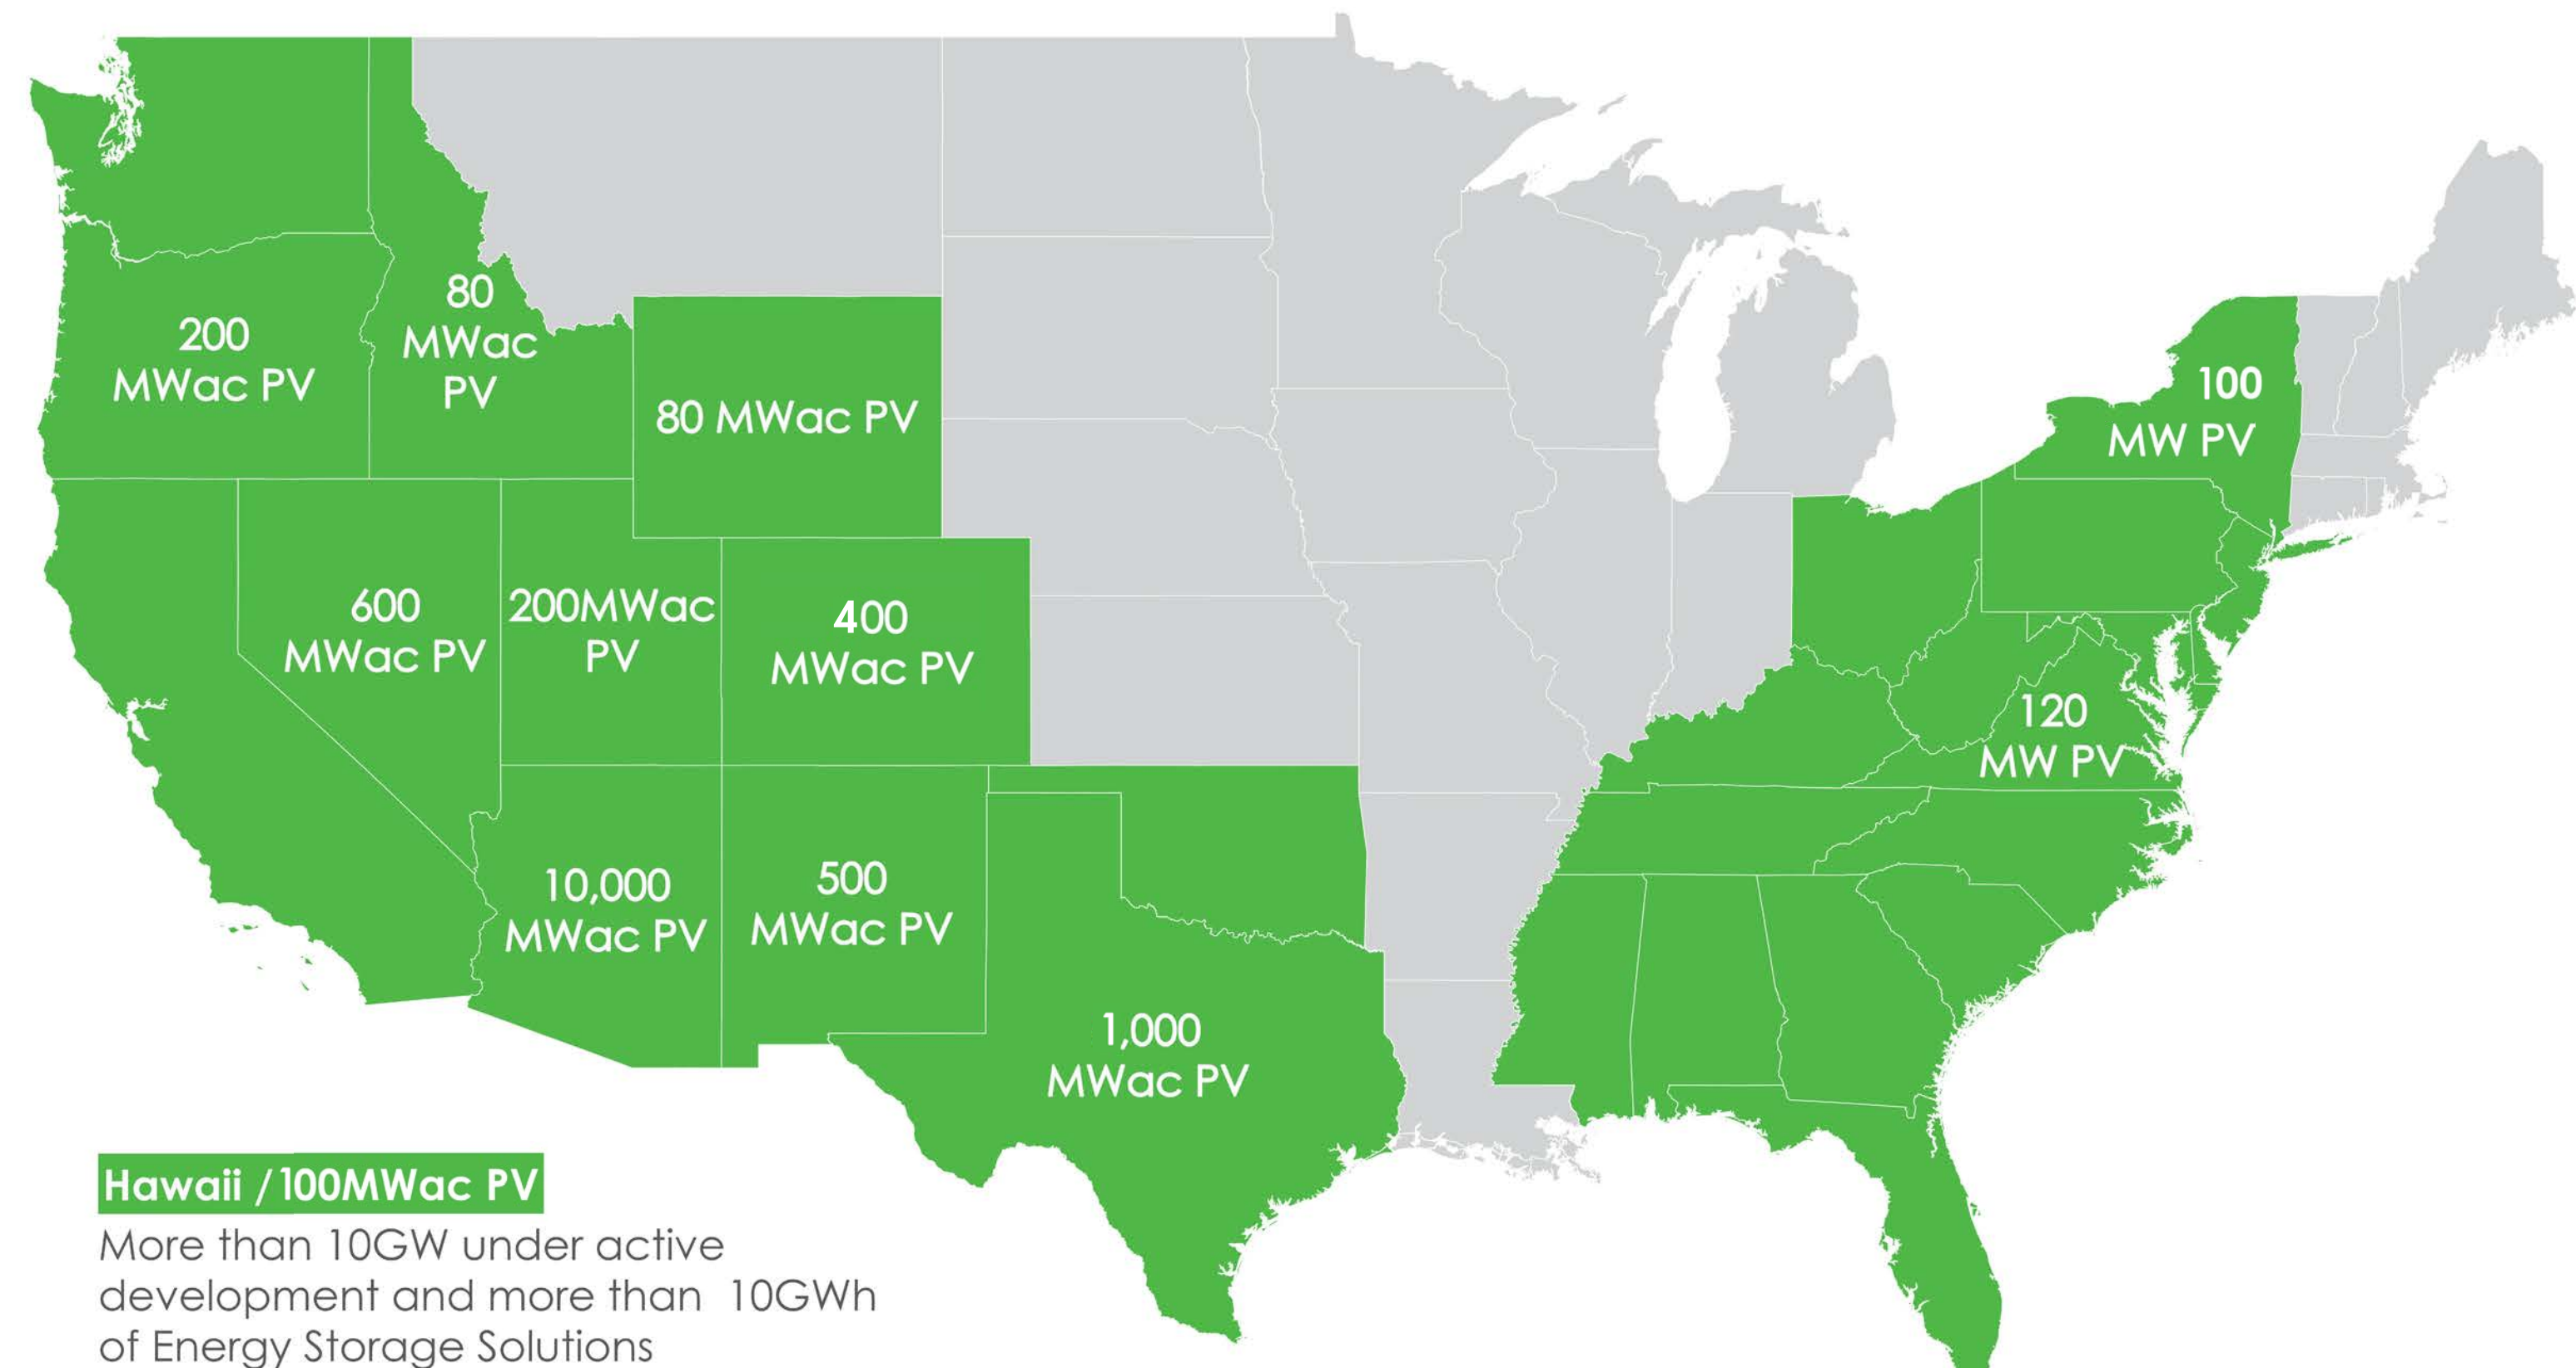 200
MWac PV
80
MWac
PV
80 MWac PV
100
MW PV
600
MWac PV
200MWac
PV
400
MWac PV
120
MW PV
10,000
MWac PV
500
MWac PV
1,000
MWac PV
Hawaii / 100MWac PV
More than 10GW under active
development and more than 10GWh
of Energy Storage Solutions